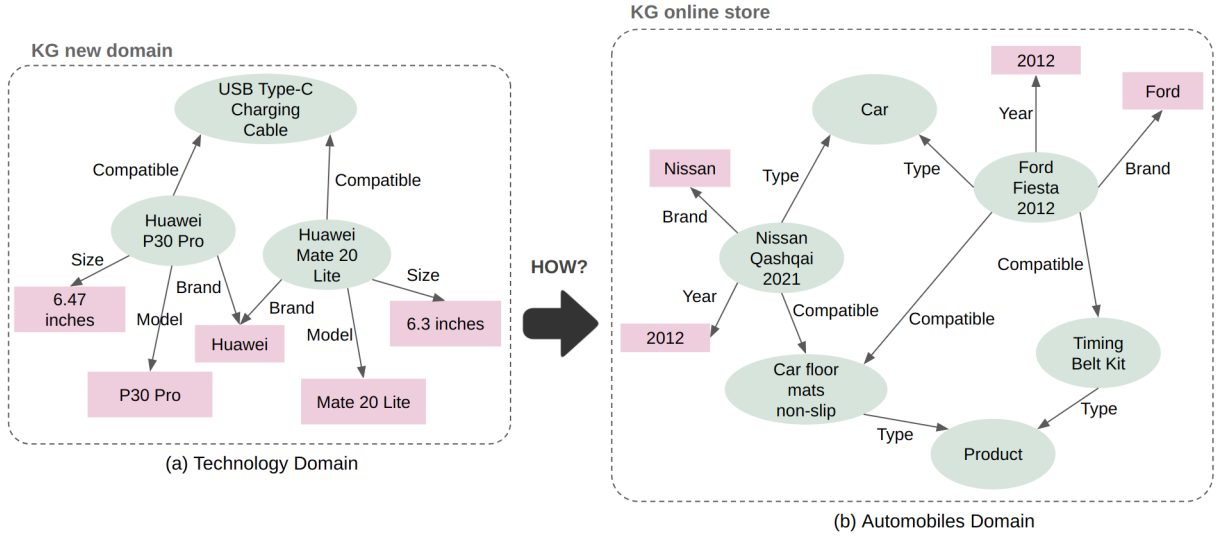 KG new domain
USB Type-C
Charging
Cable
Compatible
Compatible
Huawei
P30 Pro
Huawei
Mate 20
Lite
Size
Brand
Model
Brand
Model
Size
6.47
inches
Huawei
6.3 inches
P30 Pro
Mate 20 Lite
(a) Technology Domain
HOW?
KG online store
2012
Ford
Car
Year
Nissan
Type
Type
Ford
Fiesta
2012
Brand
Brand
Nissan
Qashqai
2021
Compatible
Year
Compatible
Compatible
2012
Car floor
mats
non-slip
Timing
Belt Kit
Type
Type
Product
(b) Automobiles Domain